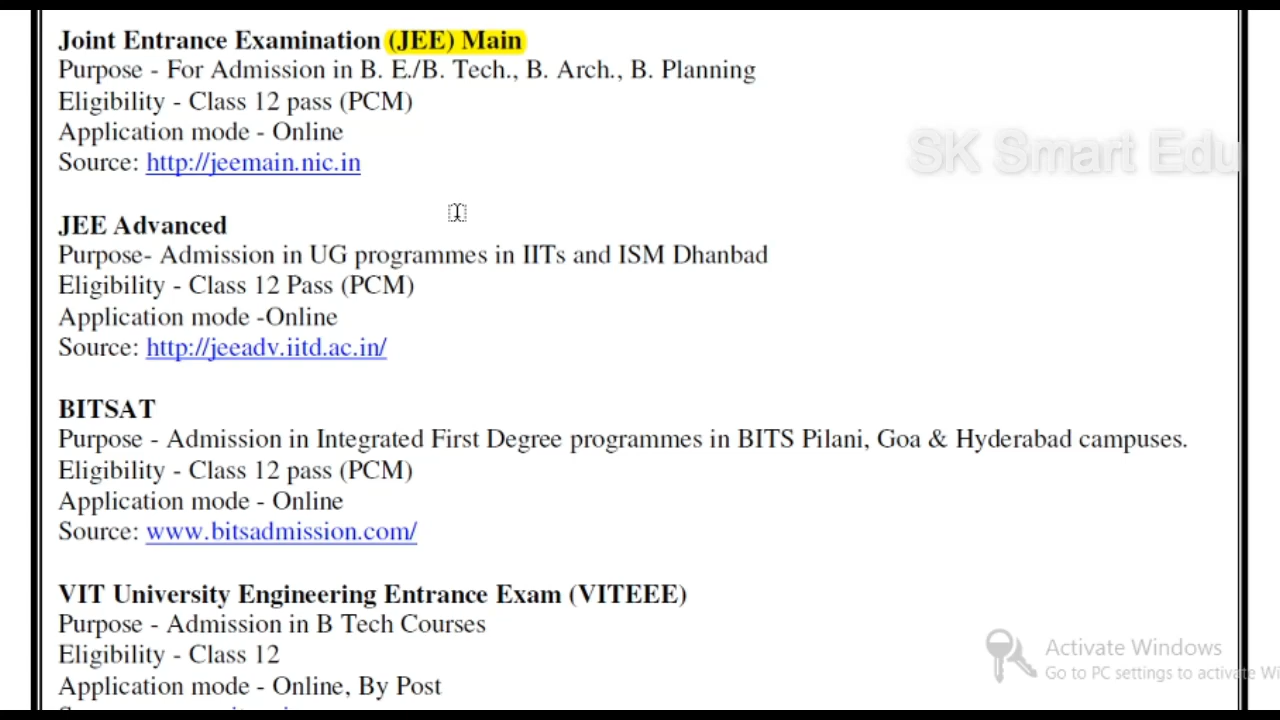 Joint Entrance Examination (JEE) Main
Purpose - For Admission in B. E./B. Tech., B. Arch., B. Planning
Eligibility - Class 12 pass (PCM)
Application mode - Online
Source: http://jeemain.nic.in
SK Smart Edu
JEE Advanced
Purpose- Admission in UG programmes in IITs and ISM Dhanbad
Eligibility - Class 12 Pass (PCM)
Application mode -Online
Source: http://jeeadv.iitd.ac.in/
BITSAT
Purpose - Admission in Integrated First Degree programmes in BITS Pilani, Goa & Hyderabad campuses.
Eligibility - Class 12 pass (PCM)
Application mode - Online
Source: www.bitsadmission.com/
VIT University Engineering Entrance Exam (VITEEE)
Purpose - Admission in B Tech Courses
Eligibility - Class 12
Application mode - Online, By Post
Activate Windows
Go to PC settings to activate Wi